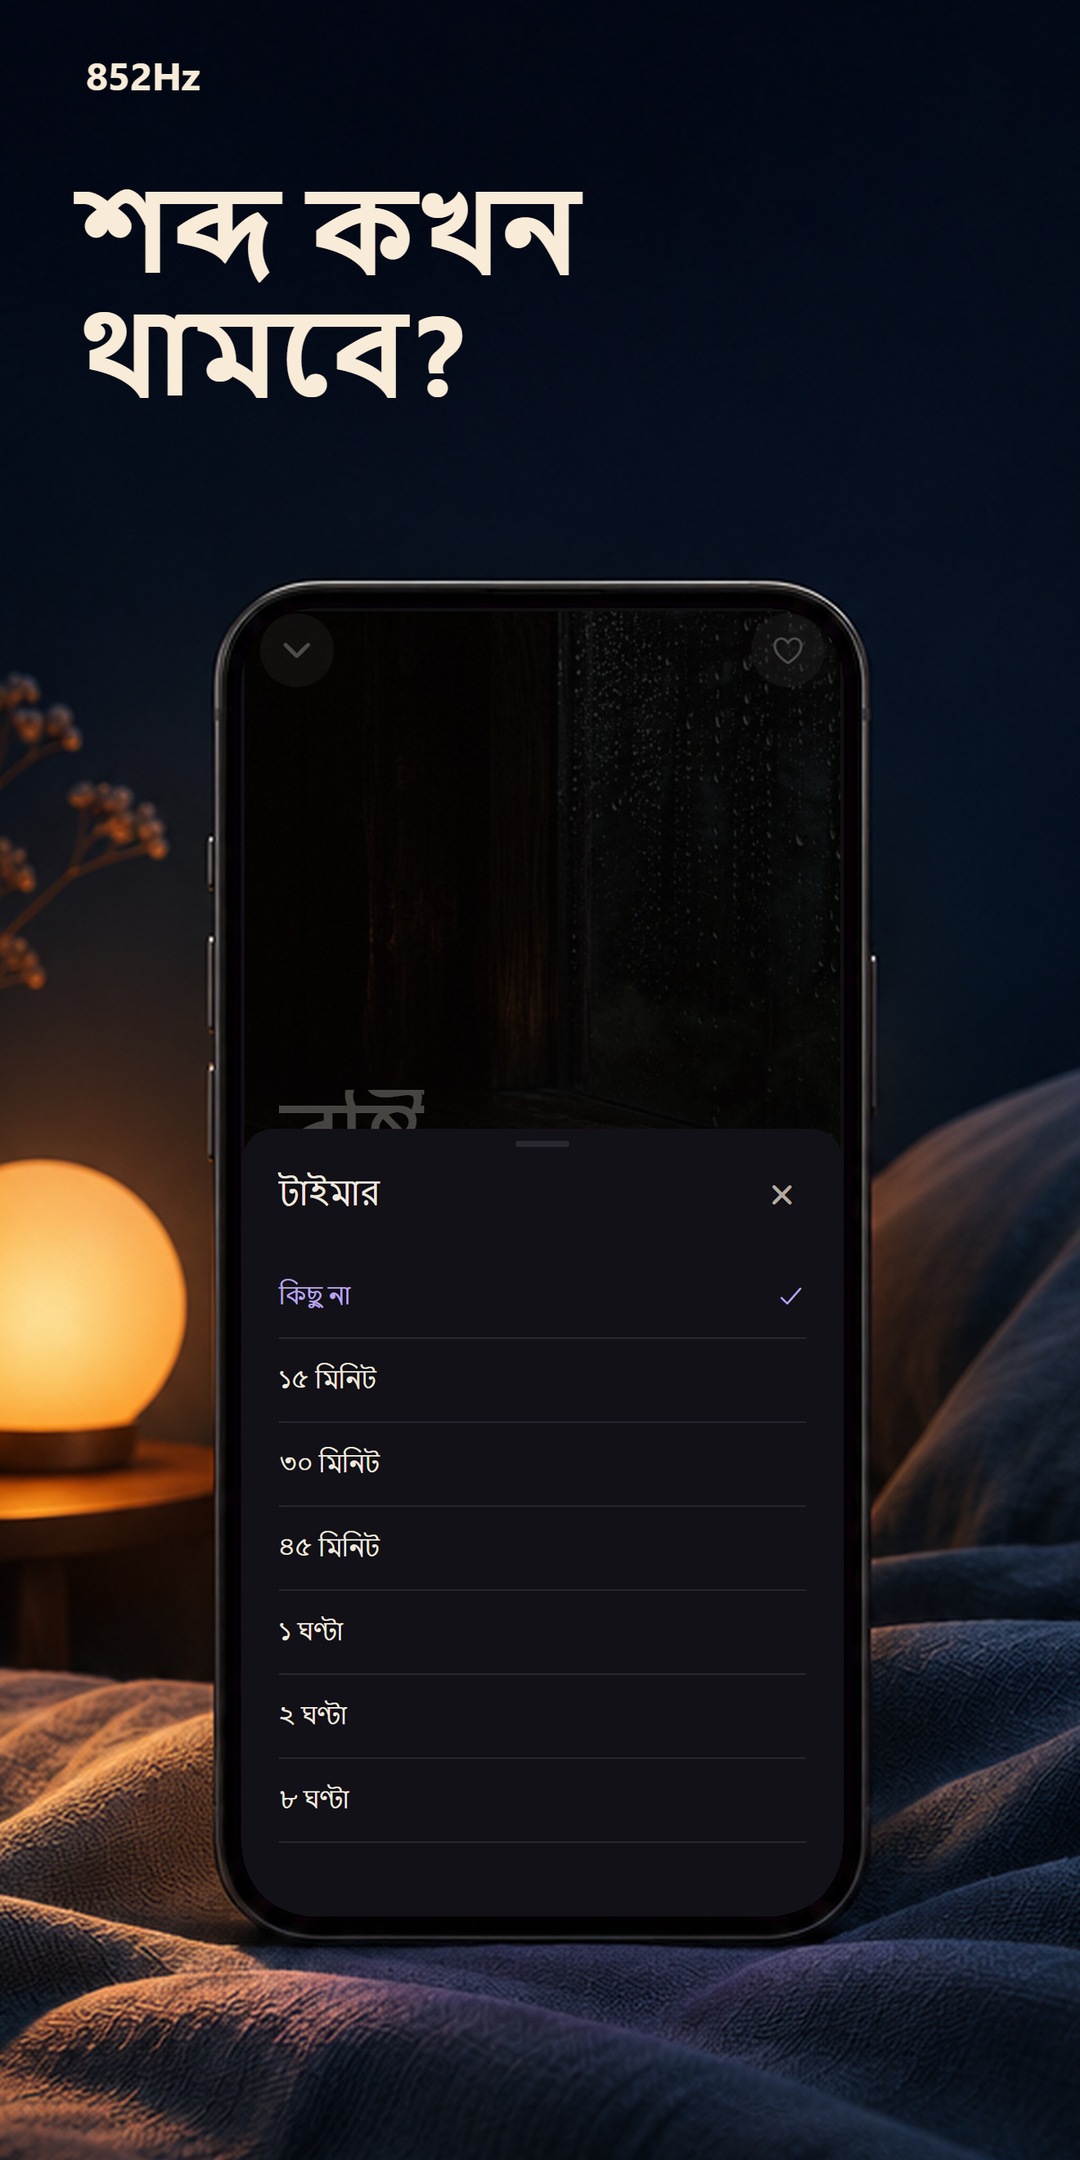 852Hz
শব্দ কখন
থামবে?
টাইমার
কিছু না
১৫ মিনিট
৩০ মিনিট
৪৫ মিনিট
১ ঘণ্টা
২ ঘণ্টা
৮ ঘণ্টা